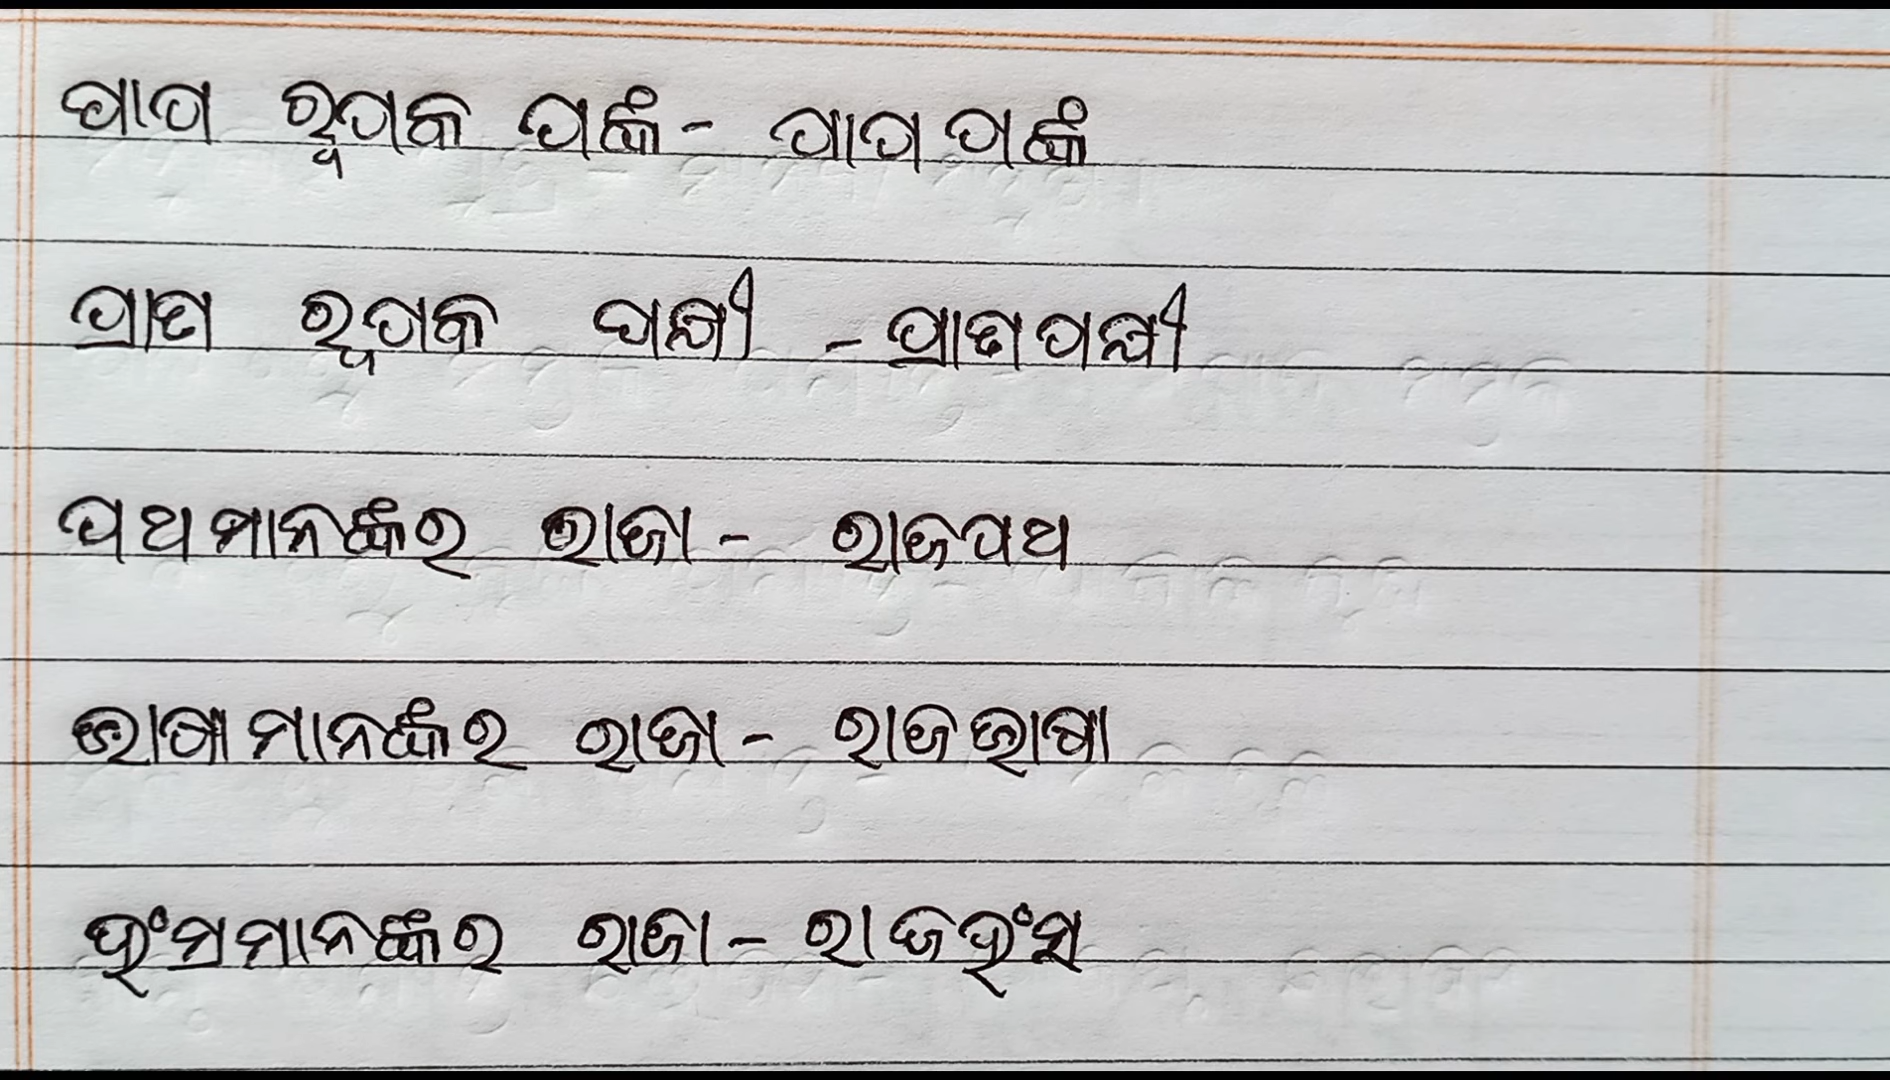 ପାପ ରୂପକ ପଙ୍କ - ପାପପଙ୍କ
ପ୍ରାଣ ରୂପକ ପକ୍ଷୀ - ପ୍ରାଣପକ୍ଷୀ
ପଥମାନଙ୍କର ରାଜା - ରାଜପଥ
ଭାଷାମାନଙ୍କର ରାଜା - ରାଜଭାଷା
ହଂସମାନଙ୍କର ରାଜା - ରାଜହଂସ